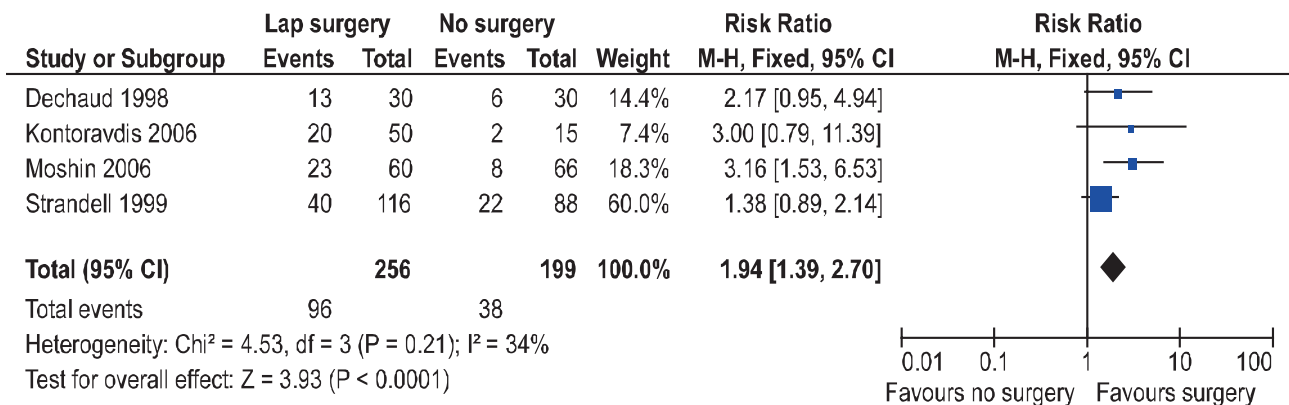 Lap surgery No surgery Risk Ratio Risk Ratio
Study or Subgroup Events Total Events Total Weight M-H, Fixed, 95% CI M-H, Fixed, 95% CI
Dechaud 1998 13 30 6 30 14.4% 2.17 [0.95, 4.94]
Kontoravdis 2006 20 50 2 15 7.4% 3.00 [0.79, 11.39]
Moshin 2006 23 60 8 66 18.3% 3.16 [1.53, 6.53]
Strandell 1999 40 116 22 88 60.0% 1.38 [0.89, 2.14]
Total (95% CI) 256 199 100.0% 1.94 [1.39, 2.70]
Total events 96 38
Heterogeneity: Chi² = 4.53, df = 3 (P = 0.21); I² = 34%
Test for overall effect: Z = 3.93 (P < 0.0001)
0.01 0.1 1 10 100
Favours no surgery Favours surgery